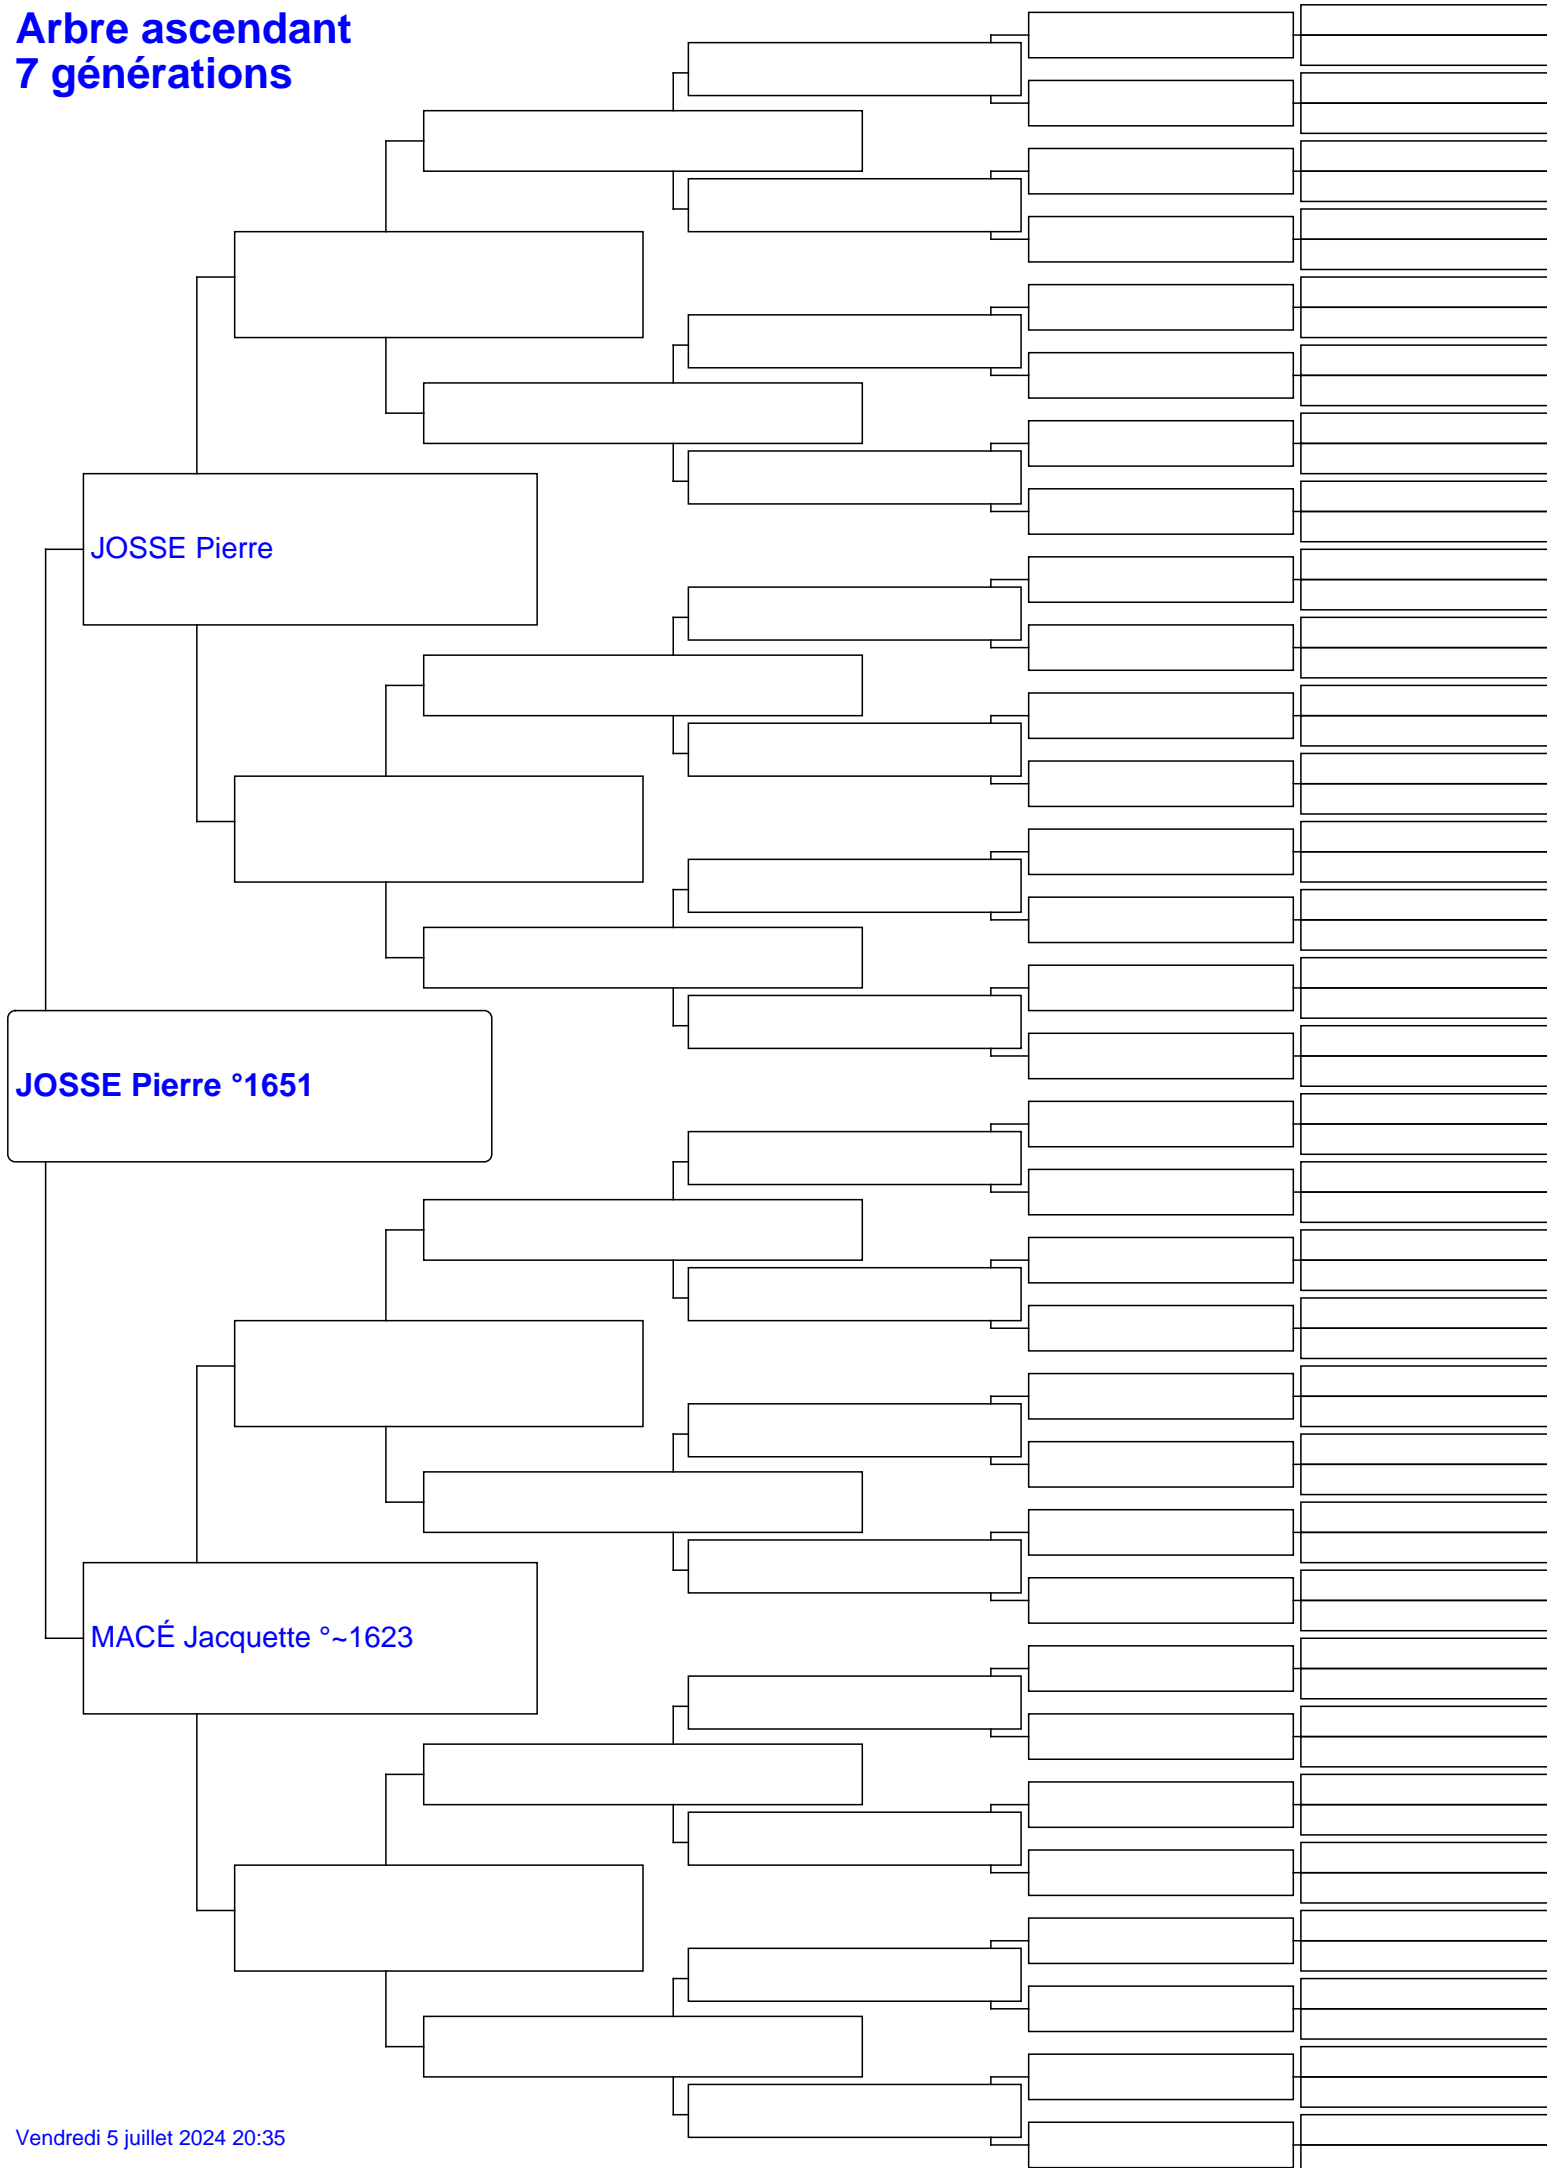 Arbre ascendant
7 générations
JOSSE Pierre
JOSSE Pierre °1651
MACÉ Jacquette °~1623
Vendredi 5 juillet 2024 20:35